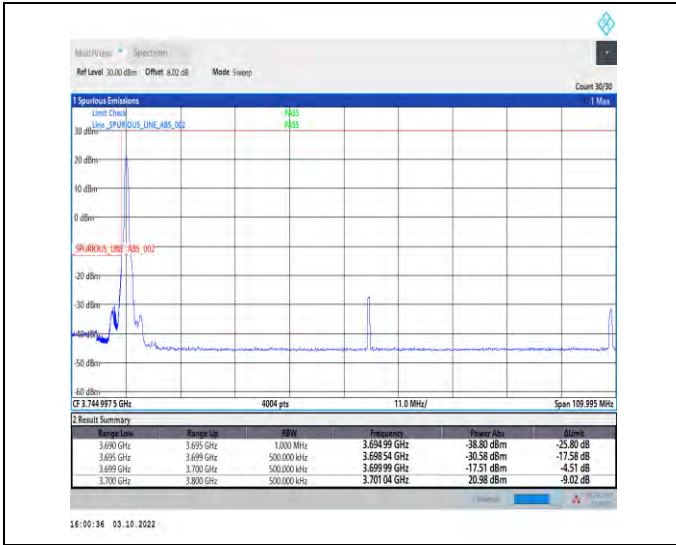 MultiView Spectrum
Ref Level 30.00 dBm Offset 8.02 dB Mode Sweep
Count 30/30
1 Spurious Emissions 1 Max
Limit Check PASS
Line _SPURIOUS_LINE_ABS_002 PASS
30 dBm
20 dBm
10 dBm
0 dBm
_SPURIOUS_LINE_ABS_002
-20 dBm
-30 dBm
-40 dBm
-50 dBm
-60 dBm
CF 3.744 997 5 GHz 4004 pts 11.0 MHz/ Span 109.995 MHz
2 Result Summary
Range Low Range Up RBW Frequency Power Abs ΔLimit
3.690 GHz 3.695 GHz 1.000 MHz 3.694 99 GHz -38.80 dBm -25.80 dB
3.695 GHz 3.699 GHz 500.000 kHz 3.698 54 GHz -30.58 dBm -17.58 dB
3.699 GHz 3.700 GHz 500.000 kHz 3.699 99 GHz -17.51 dBm -4.51 dB
3.700 GHz 3.800 GHz 500.000 kHz 3.701 04 GHz 20.98 dBm -9.02 dB
16:00:36 03.10.2022